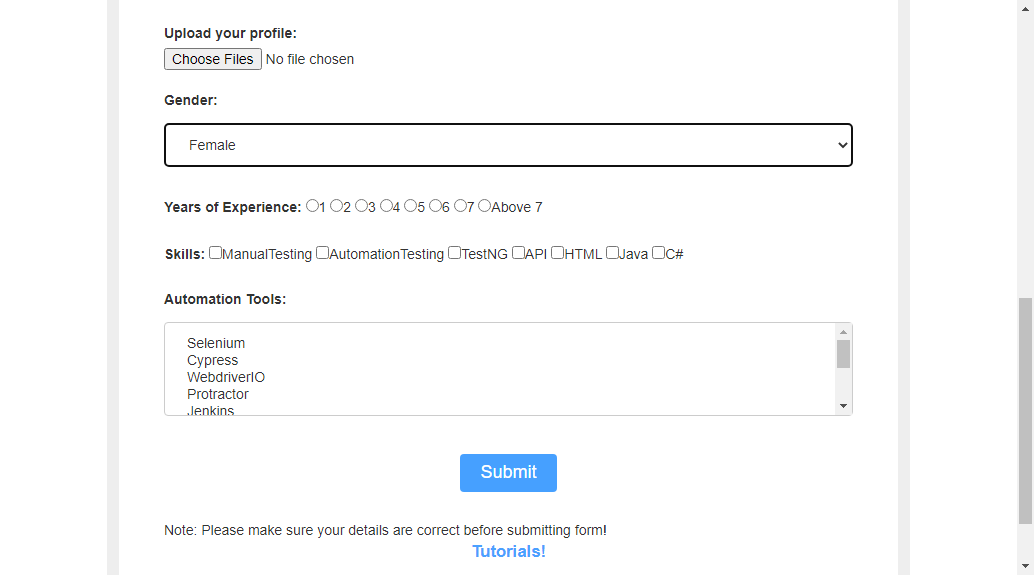 Upload your profile:
Choose Files No file chosen
Gender:
Female
Years of Experience: 1 2 3 4 5 6 7 Above 7
Skills: ManualTesting AutomationTesting TestNG API HTML Java C#
Automation Tools:
Selenium
Cypress
WebdriverIO
Protractor
Jenkins
Submit
Note: Please make sure your details are correct before submitting form!
Tutorials!